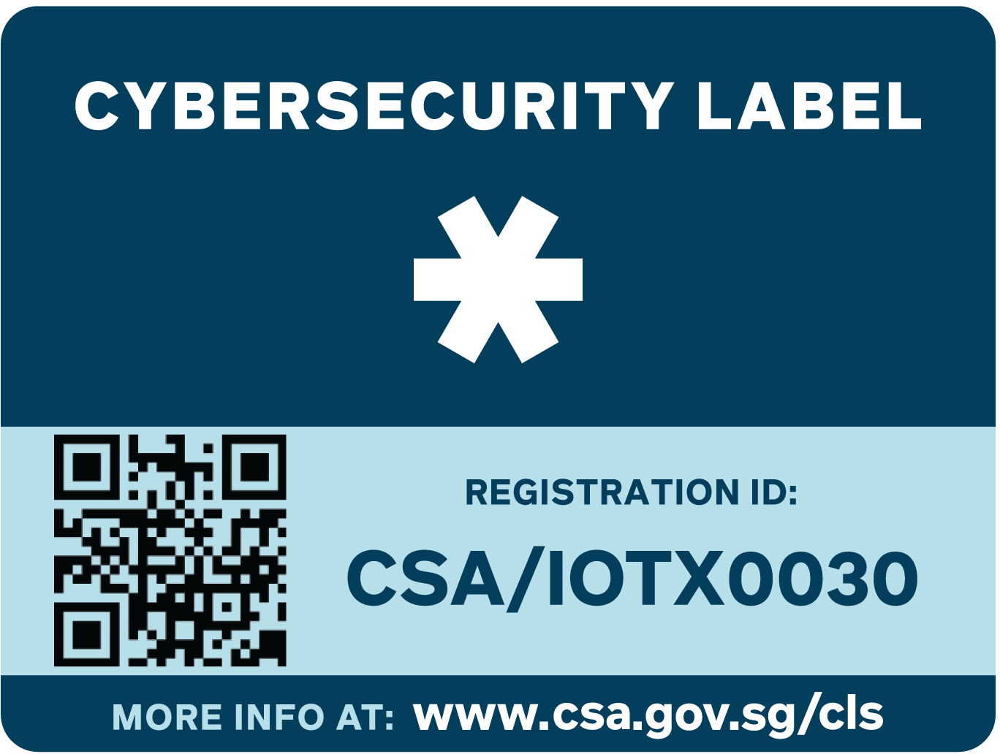 CYBERSECURITY LABEL
*
REGISTRATION ID:
CSA/IOTX0030
MORE INFO AT: www.csa.gov.sg/cls